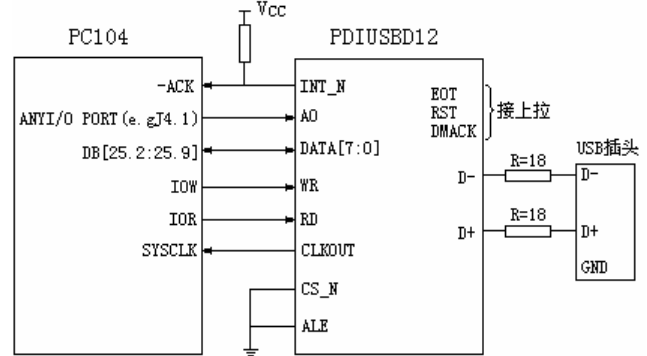 Vcc
PC104
PDIUSBD12
-ACK
INT_N
ANYI/O PORT(e.gJ4.1)
AO
DB[25.2:25.9]
DATA[7:0]
IOW
WR
IOR
RD
SYSCLK
CLKOUT
CS_N
ALE
EOT
RST
DMACK
接上拉
D-
R=18
D+
R=18
USB插头
D-
D+
GND